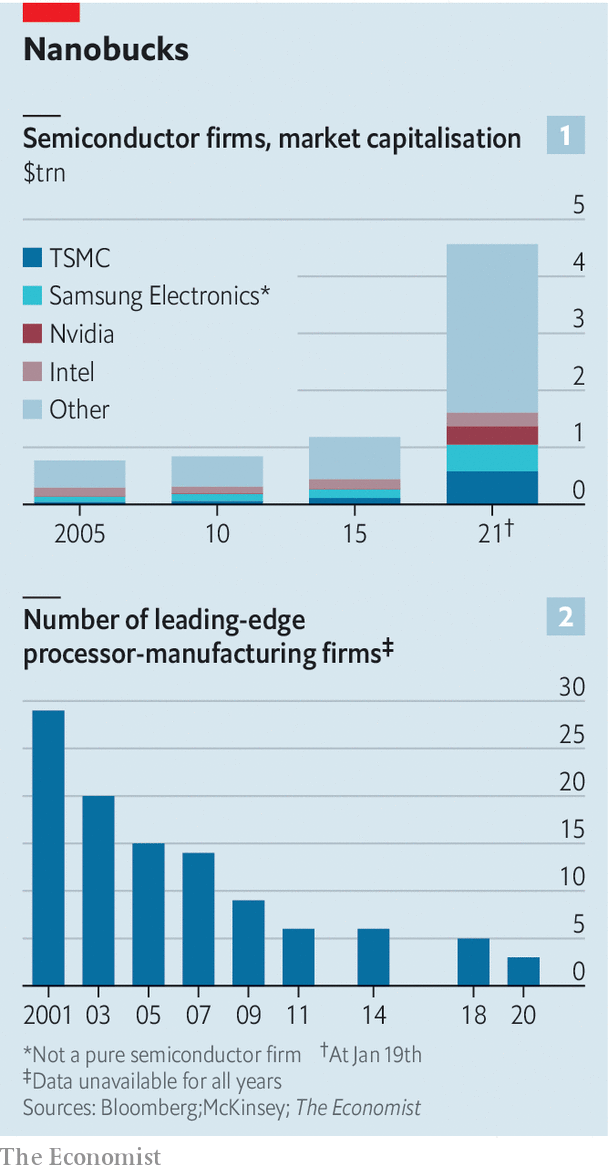 Nanobucks
Semiconductor firms, market capitalisation
1
$trn
5
4
3
2
1
0
TSMC
Samsung Electronics*
Nvidia
Intel
Other
2005 10 15 21†
Number of leading-edge
processor-manufacturing firms‡
2
30
25
20
15
10
5
0
2001 03 05 07 09 11 14 18 20
*Not a pure semiconductor firm †At Jan 19th
‡Data unavailable for all years
Sources: Bloomberg;McKinsey; The Economist
The Economist